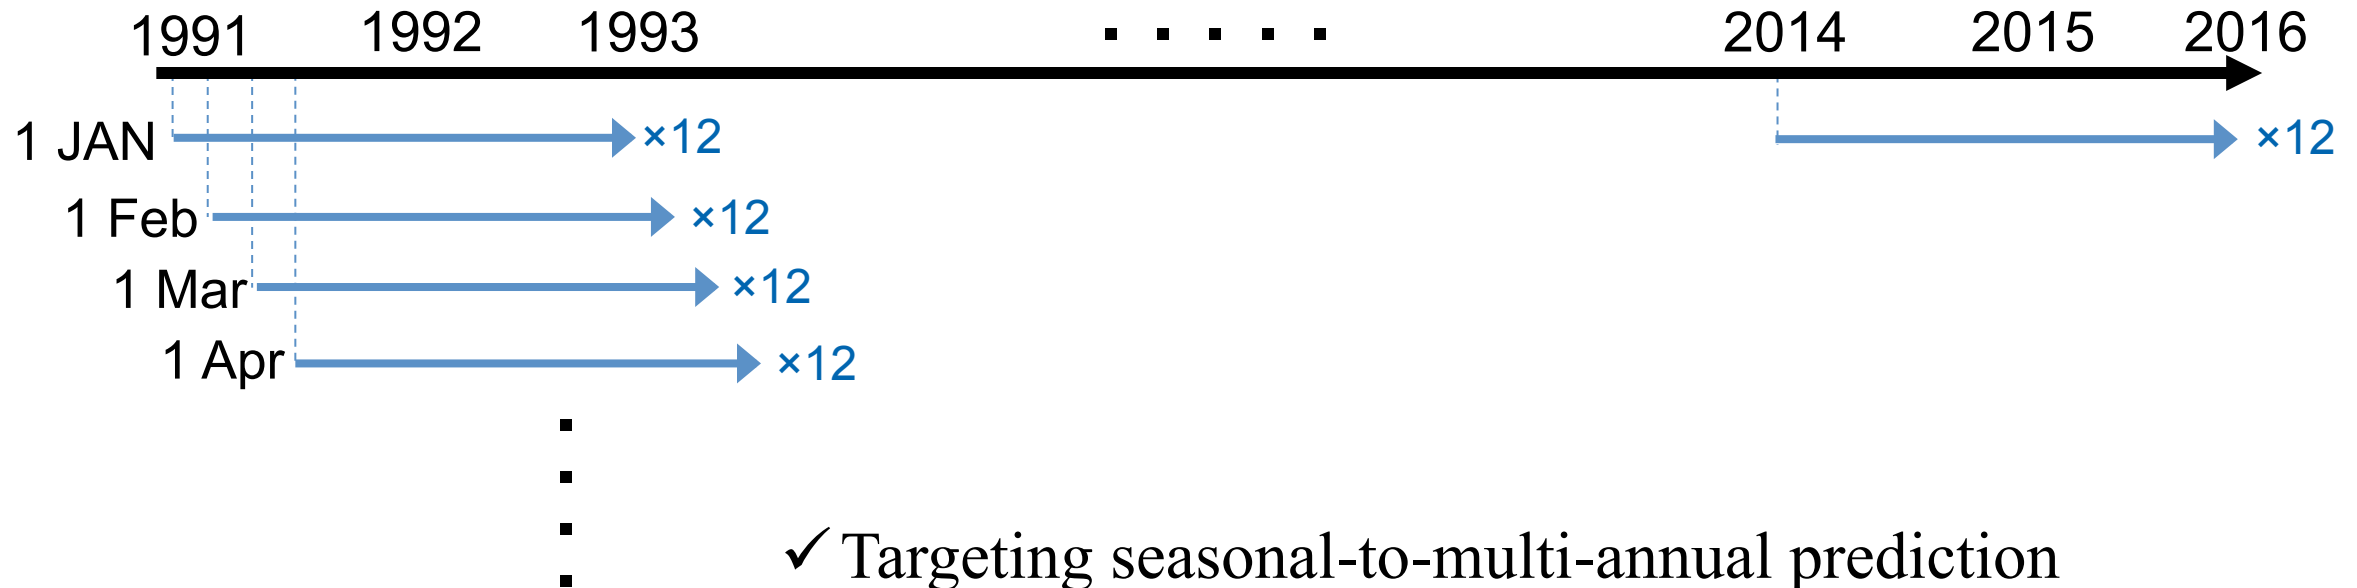 1991 1992 1993 ..... 2014 2015 2016
1 JAN ×12 ×12
1 Feb ×12
1 Mar ×12
1 Apr ×12
✓ Targeting seasonal-to-multi-annual prediction